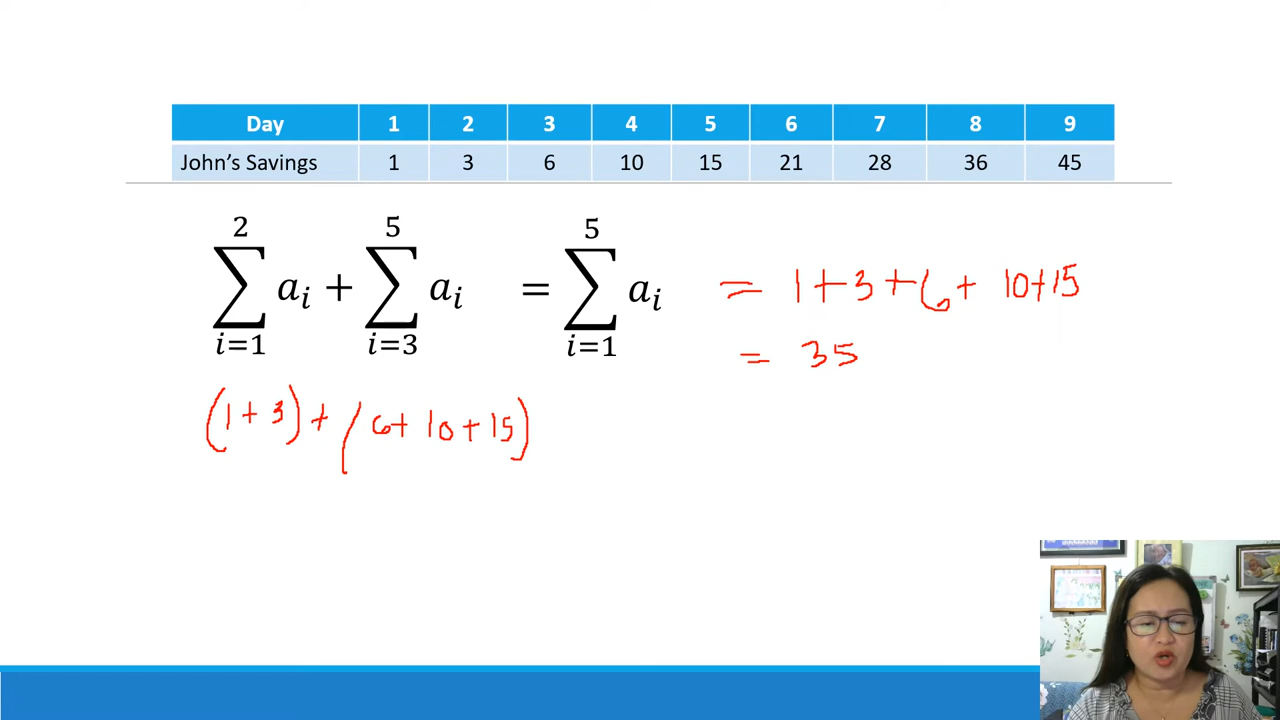 Day 1 2 3 4 5 6 7 8 9
John's Savings 1 3 6 10 15 21 28 36 45
2 5 5
∑ aᵢ + ∑ aᵢ = ∑ aᵢ = 1+3+6+ 10+15
i=1 i=3 i=1
= 35
(1+3)+(6+10+15)